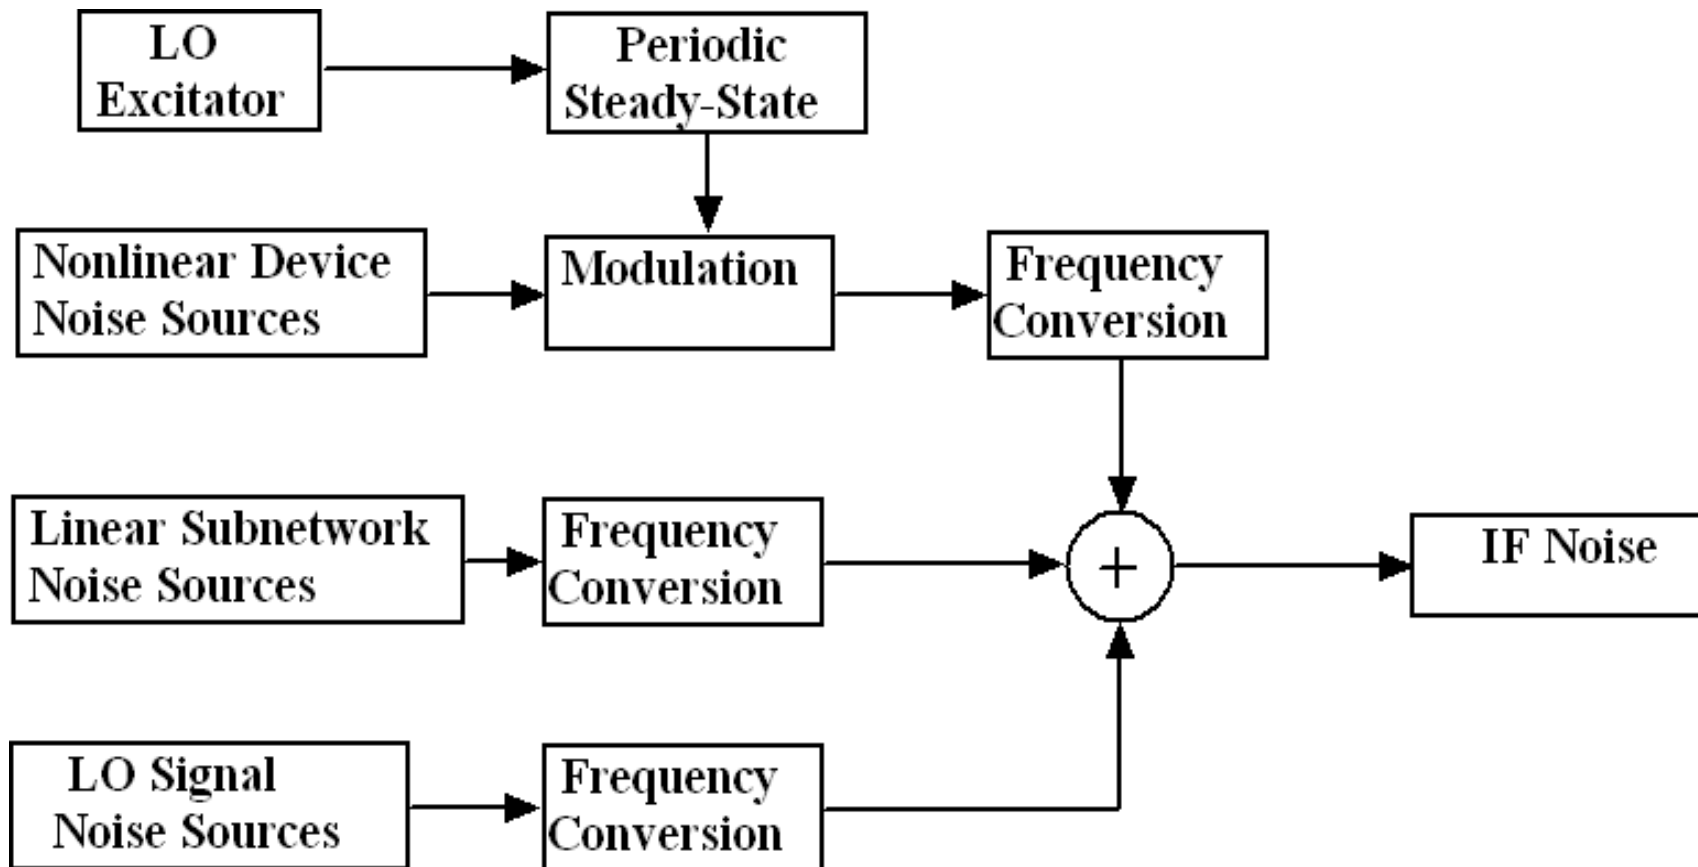 LO
Excitator
Periodic
Steady-State
Nonlinear Device
Noise Sources
Modulation
Frequency
Conversion
Linear Subnetwork
Noise Sources
Frequency
Conversion
+
IF Noise
LO Signal
Noise Sources
Frequency
Conversion